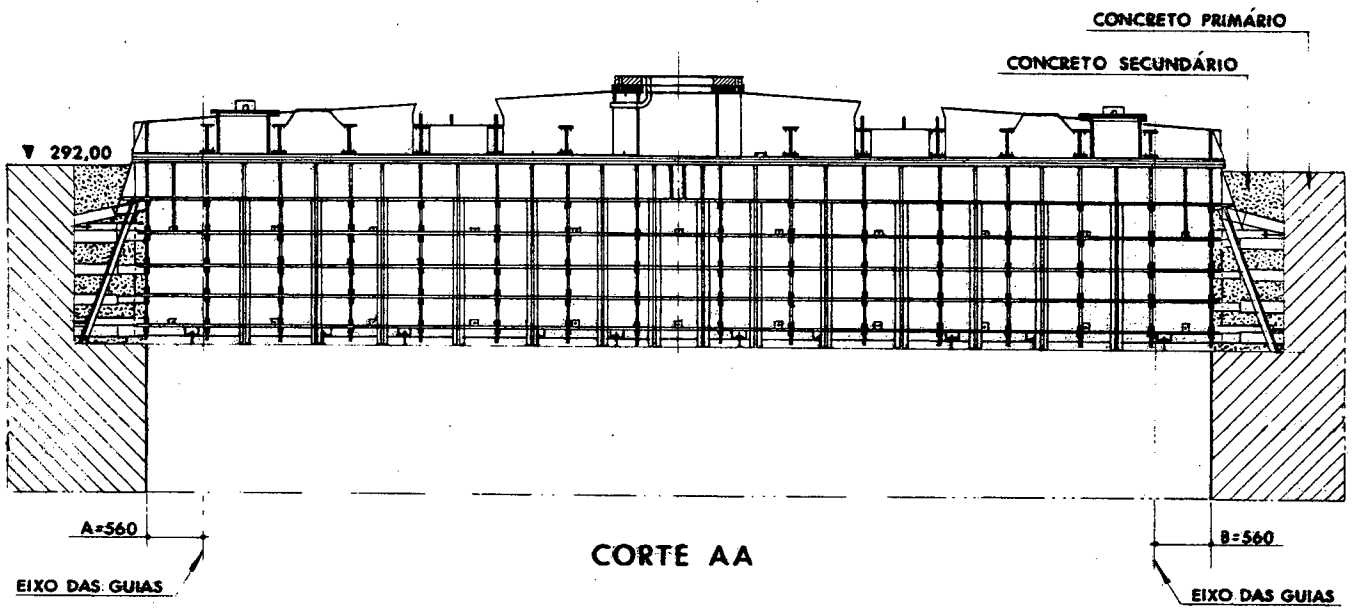 CONCRETO PRIMÁRIO
CONCRETO SECUNDÁRIO
292,00
A=560
B=560
CORTE AA
EIXO DAS GUIAS
EIXO DAS GUIAS